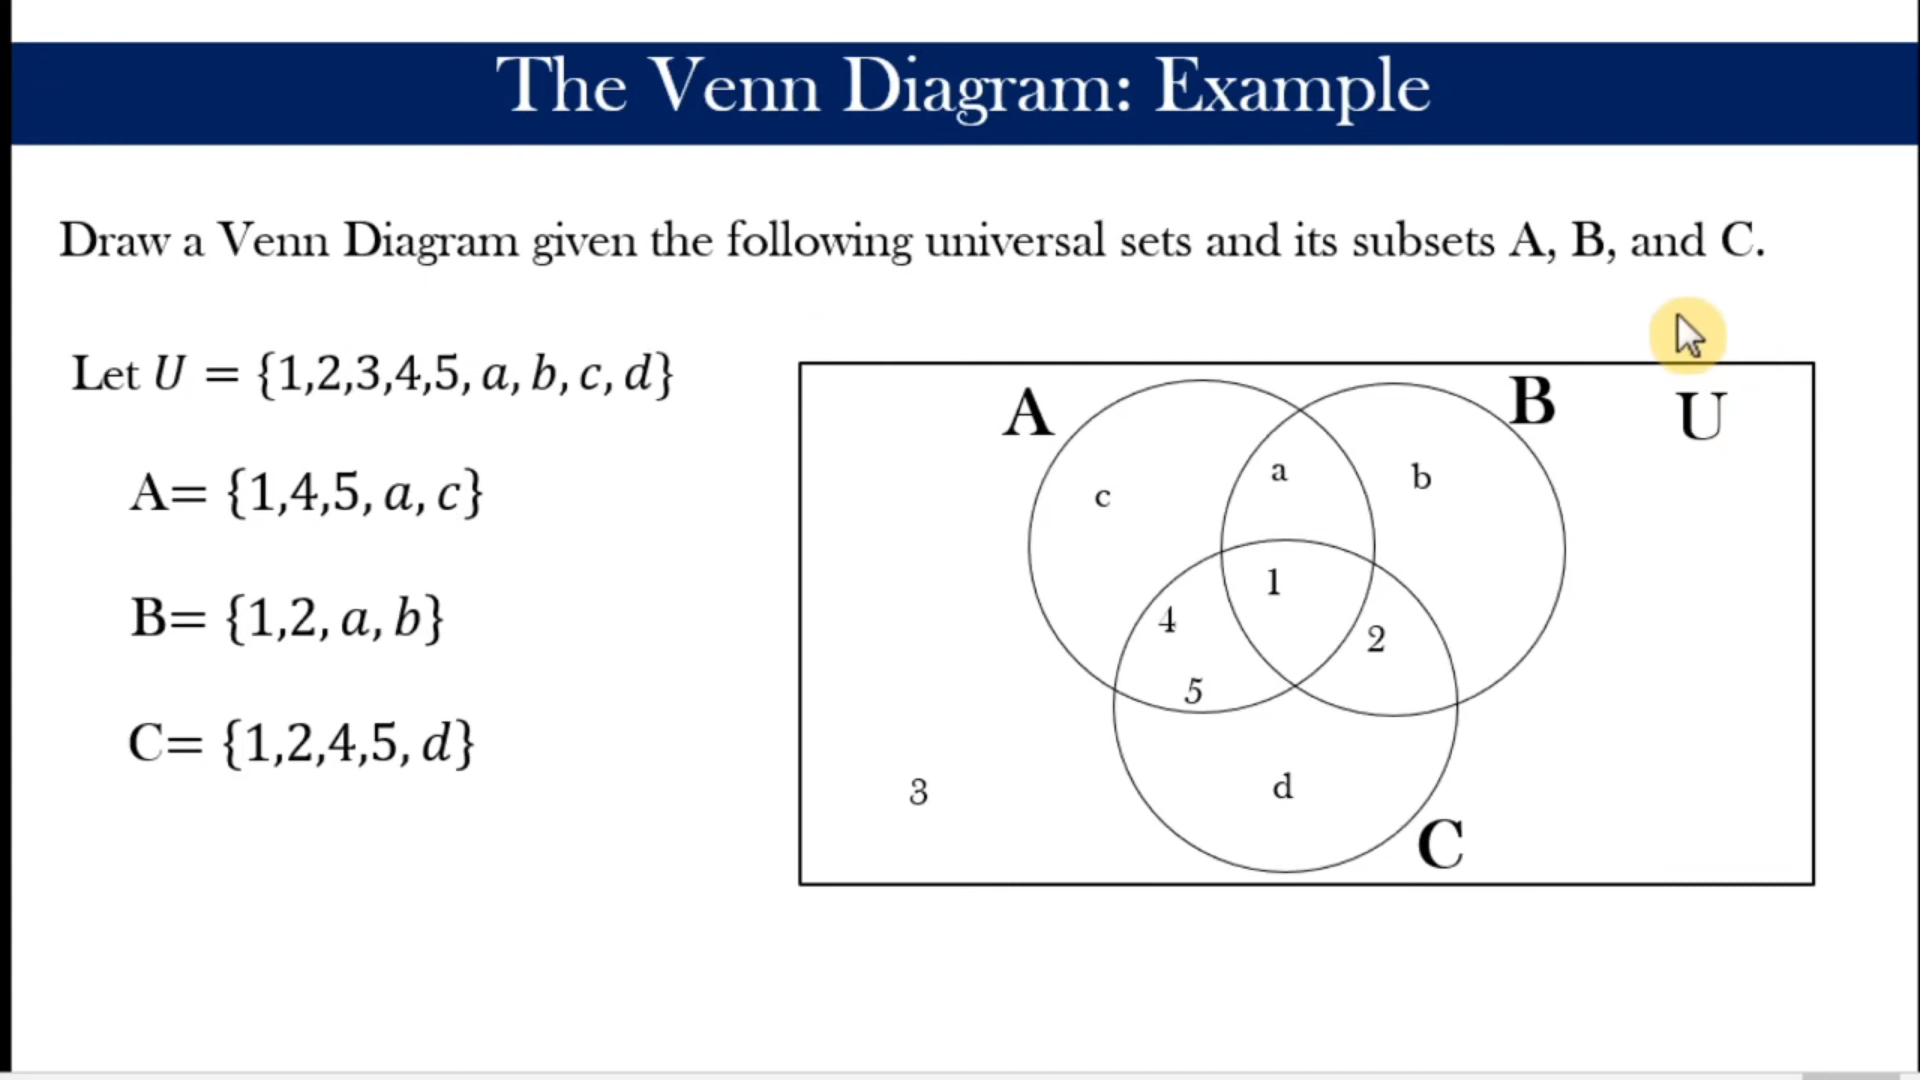 The Venn Diagram: Example
Draw a Venn Diagram given the following universal sets and its subsets A, B, and C.
Let U = {1,2,3,4,5, a, b, c, d}
A= {1,4,5, a, c}
B= {1,2, a, b}
C= {1,2,4,5, d}
A
B
U
a
b
c
1
4
2
5
3
d
C